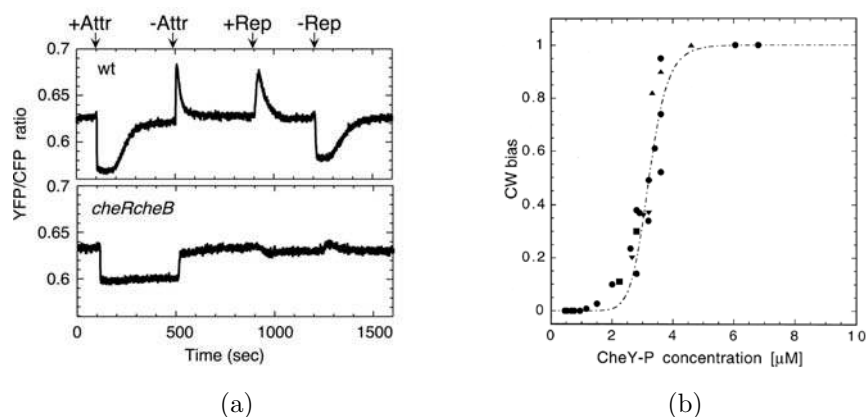 +Attr -Attr +Rep -Rep
0.7
wt
0.65
0.6
0.7
cheRcheB
0.65
0.6
0 500 1000 1500
YFP/CFP ratio
Time (sec)
(a)
1
0.8
0.6
0.4
0.2
0
0 2 4 6 8 10
CW bias
CheY-P concentration [μM]
(b)